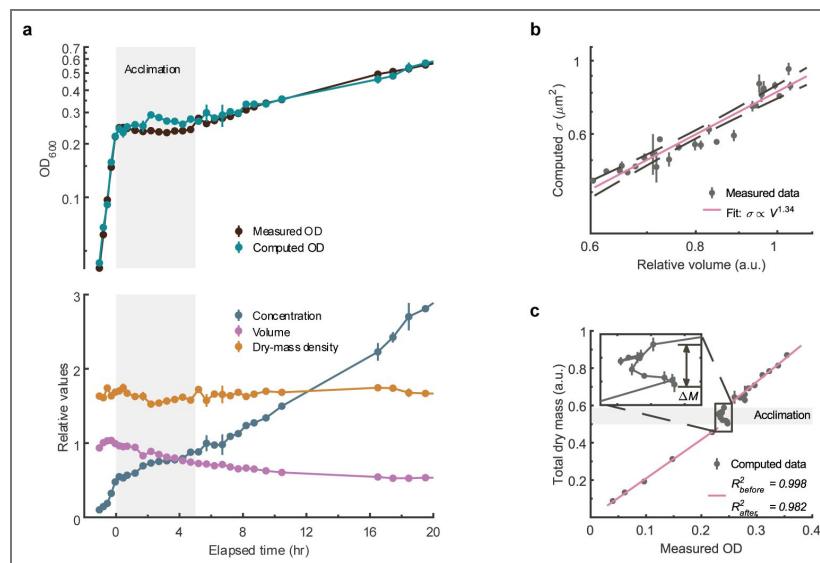 a
0.7
0.6
0.5
0.3
0.2
0.1
OD600
Acclimation
Measured OD
Computed OD
3
2
1
0
Relative values
Concentration
Volume
Dry-mass density
0 4 8 12 16 20
Elapsed time (hr)
b
1
0.6
Computed σ (μm²)
Measured data
Fit: σ ∝ V^1.34
0.6 0.8 1
Relative volume (a.u.)
c
1.0
0.8
0.6
0.4
0.2
Total dry mass (a.u.)
ΔM
Acclimation
Computed data
R²before = 0.998
R²after, = 0.982
0 0.1 0.2 0.3 0.4
Measured OD